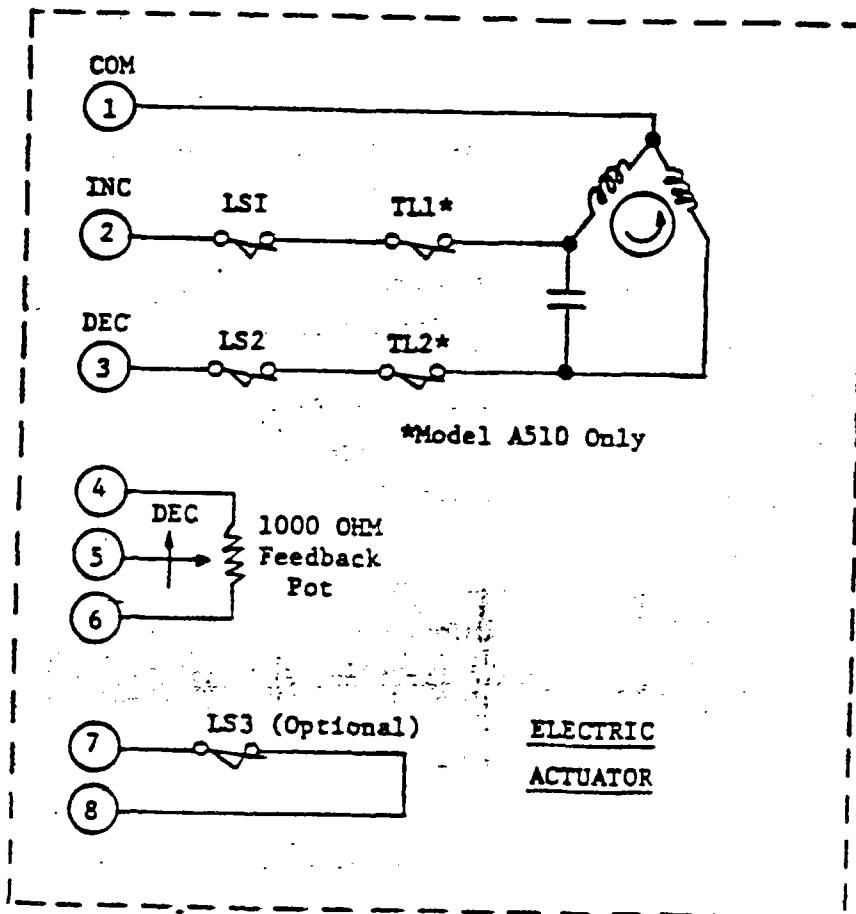 COM
1
INC
2
LS1
TL1*
DEC
3
LS2
TL2*
*Model A510 Only
4
DEC
5
6
1000 OHM
Feedback
Pot
7
LS3 (Optional)
8
ELECTRIC
ACTUATOR